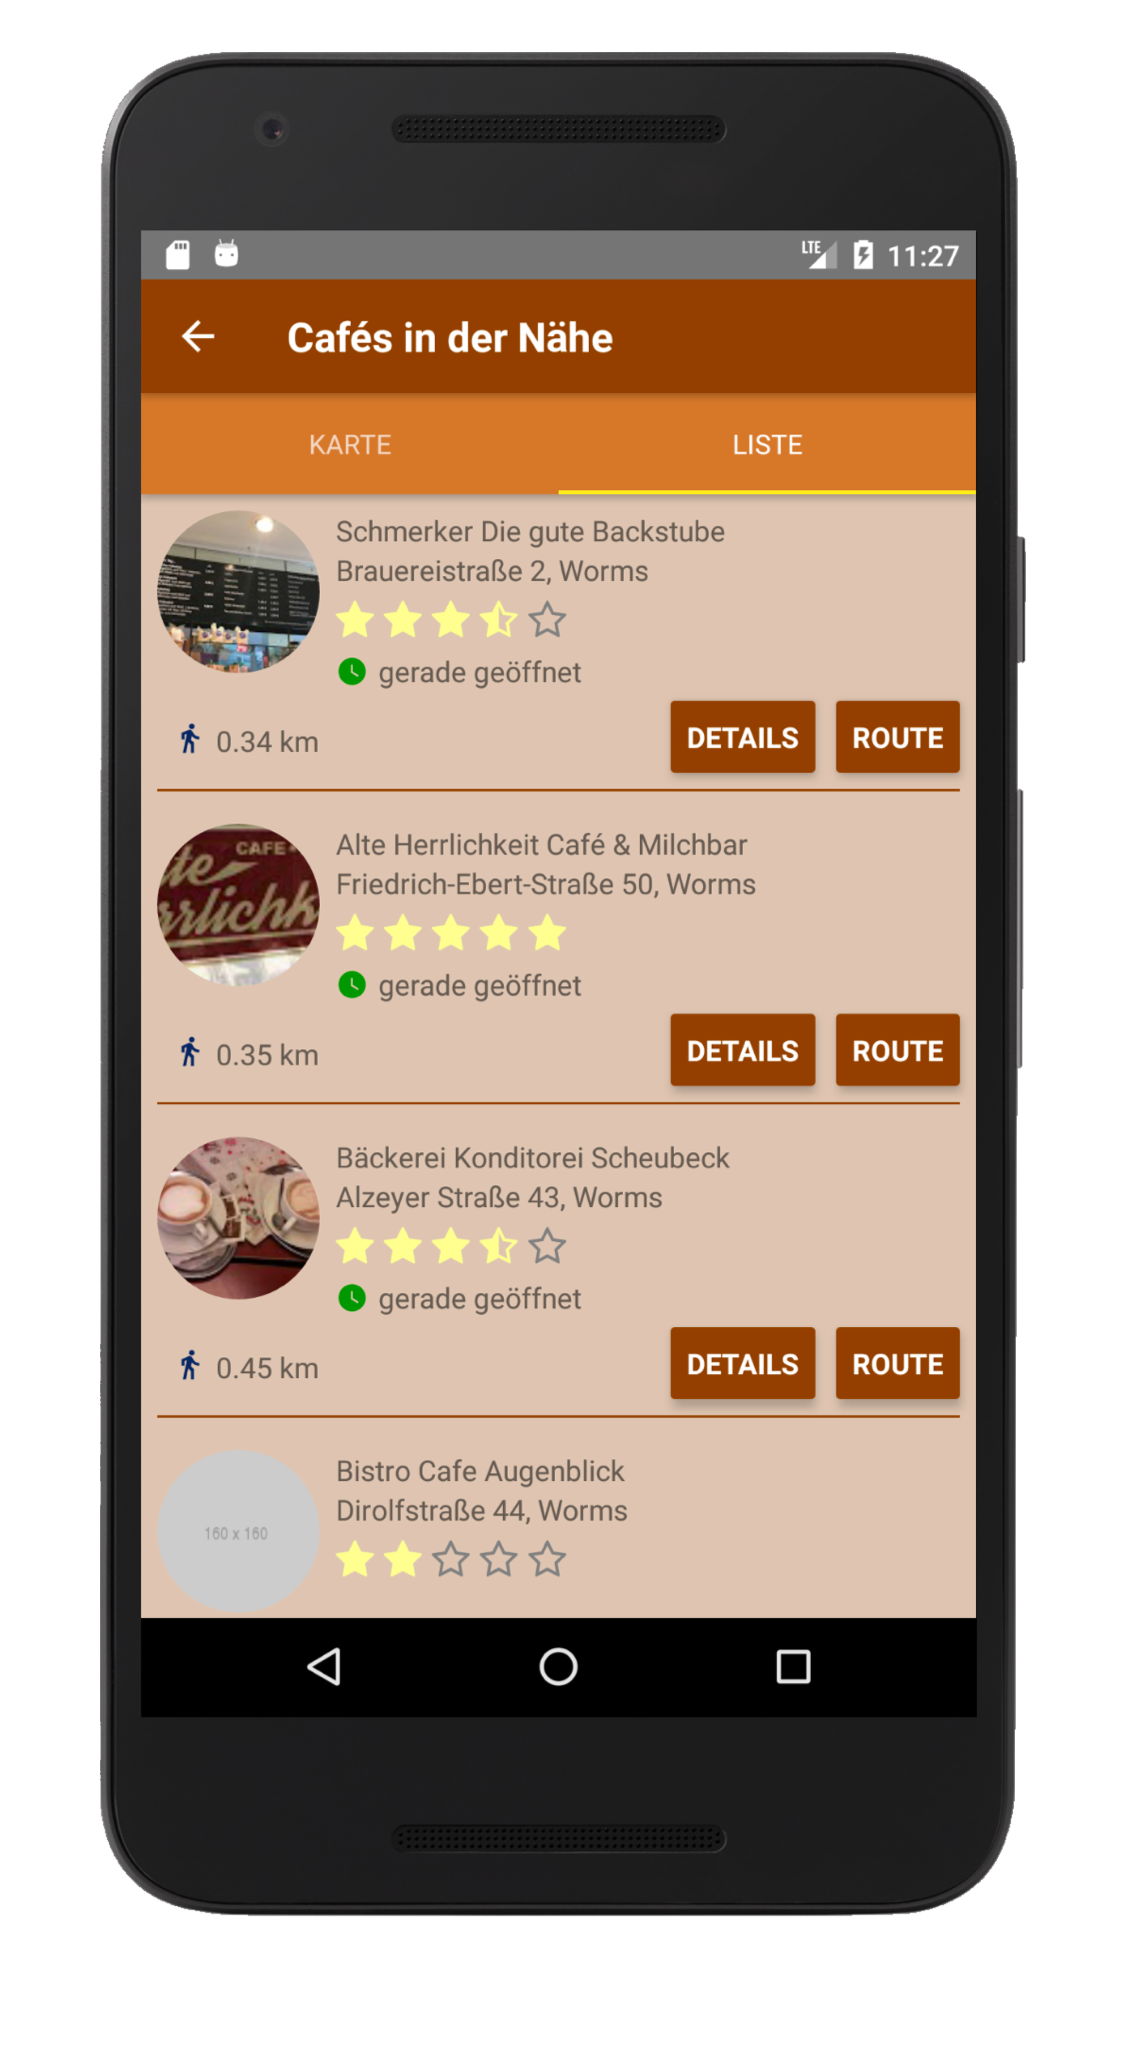 LTE 11:27
Cafés in der Nähe
KARTE LISTE
Schmerker Die gute Backstube
Brauereistraße 2, Worms
gerade geöffnet
0.34 km DETAILS ROUTE
CAFE
te
rrlichk
Alte Herrlichkeit Café & Milchbar
Friedrich-Ebert-Straße 50, Worms
gerade geöffnet
0.35 km DETAILS ROUTE
Bäckerei Konditorei Scheubeck
Alzeyer Straße 43, Worms
gerade geöffnet
0.45 km DETAILS ROUTE
160 x 160
Bistro Cafe Augenblick
Dirolfstraße 44, Worms